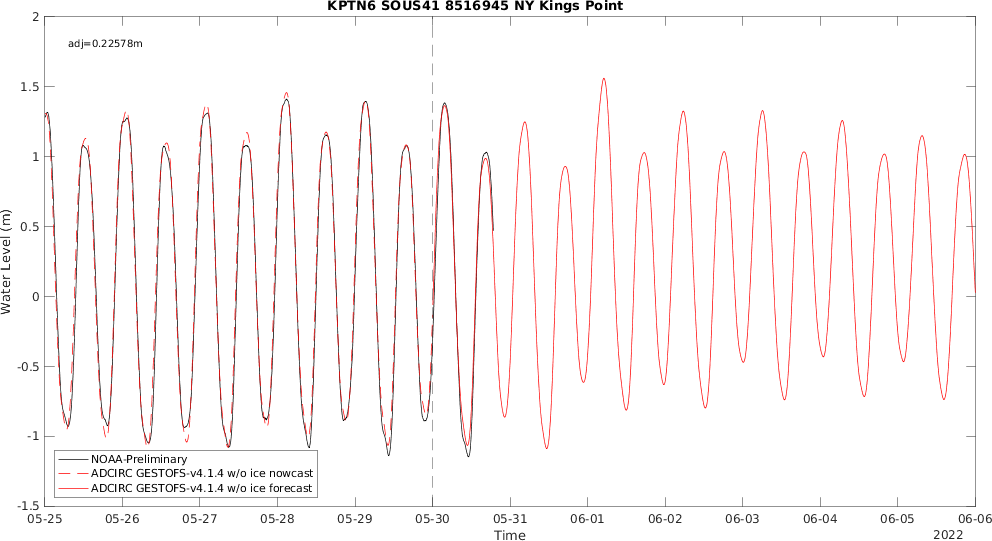 KPTN6 SOUS41 8516945 NY Kings Point
adj=0.22578m
2
1.5
1
0.5
0
-0.5
-1
-1.5
Water Level (m)
NOAA-Preliminary
ADCIRC GESTOFS-v4.1.4 w/o ice nowcast
ADCIRC GESTOFS-v4.1.4 w/o ice forecast
05-25 05-26 05-27 05-28 05-29 05-30 05-31 06-01 06-02 06-03 06-04 06-05 06-06
Time
2022